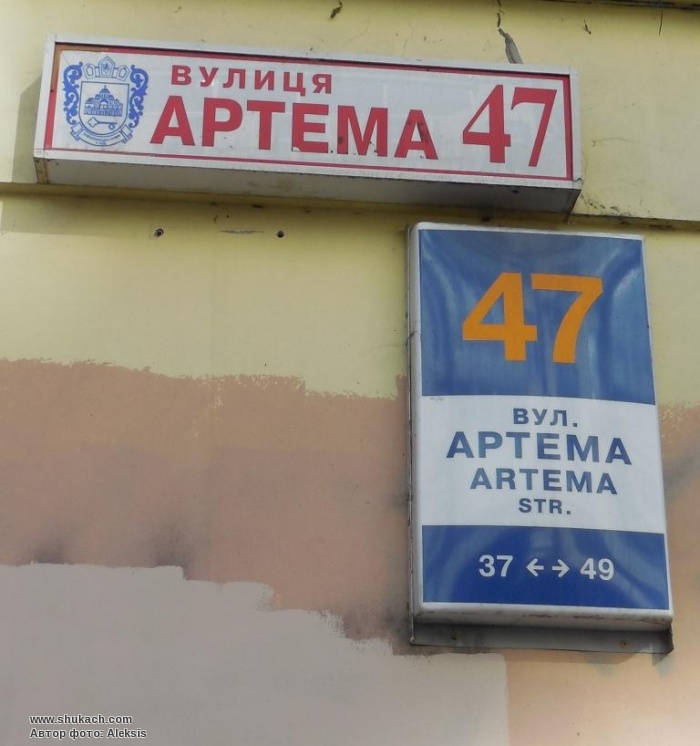 ВУЛИЦЯ
АРТЕМА 47
47
ВУЛ.
АРТЕМА
ARTEMA
STR.
37 ←→ 49
www.shukach.com
Автор фото: Aleksis